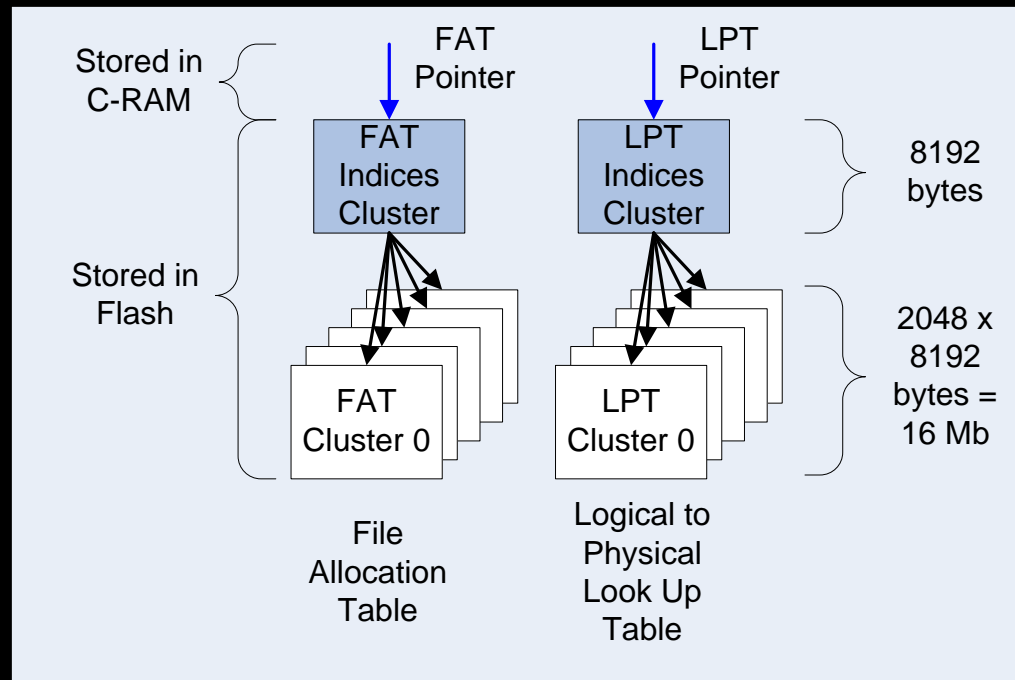 Stored in
C-RAM
FAT
Pointer
LPT
Pointer
FAT
Indices
Cluster
LPT
Indices
Cluster
8192
bytes
Stored in
Flash
FAT
Cluster 0
LPT
Cluster 0
2048 x
8192
bytes =
16 Mb
File
Allocation
Table
Logical to
Physical
Look Up
Table